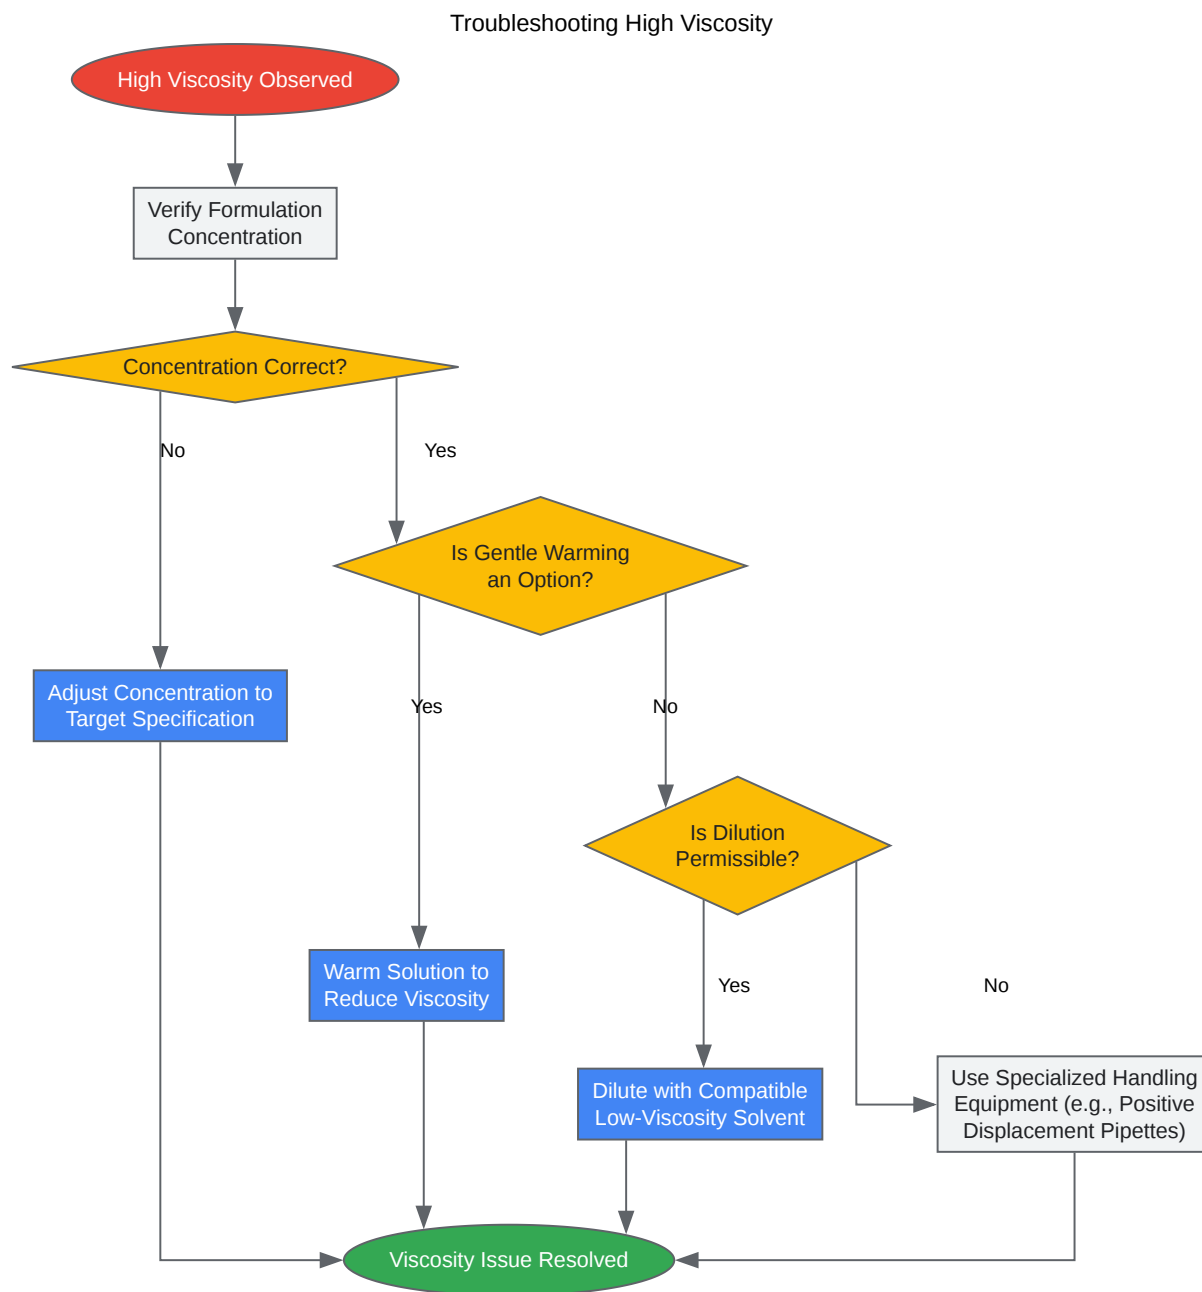 Troubleshooting High Viscosity
High Viscosity Observed
Verify Formulation
Concentration
Concentration Correct?
No
Yes
Is Gentle Warming
an Option?
Adjust Concentration to
Target Specification
Yes
No
Is Dilution
Permissible?
Warm Solution to
Reduce Viscosity
Yes
No
Dilute with Compatible
Low-Viscosity Solvent
Use Specialized Handling
Equipment (e.g., Positive
Displacement Pipettes)
Viscosity Issue Resolved